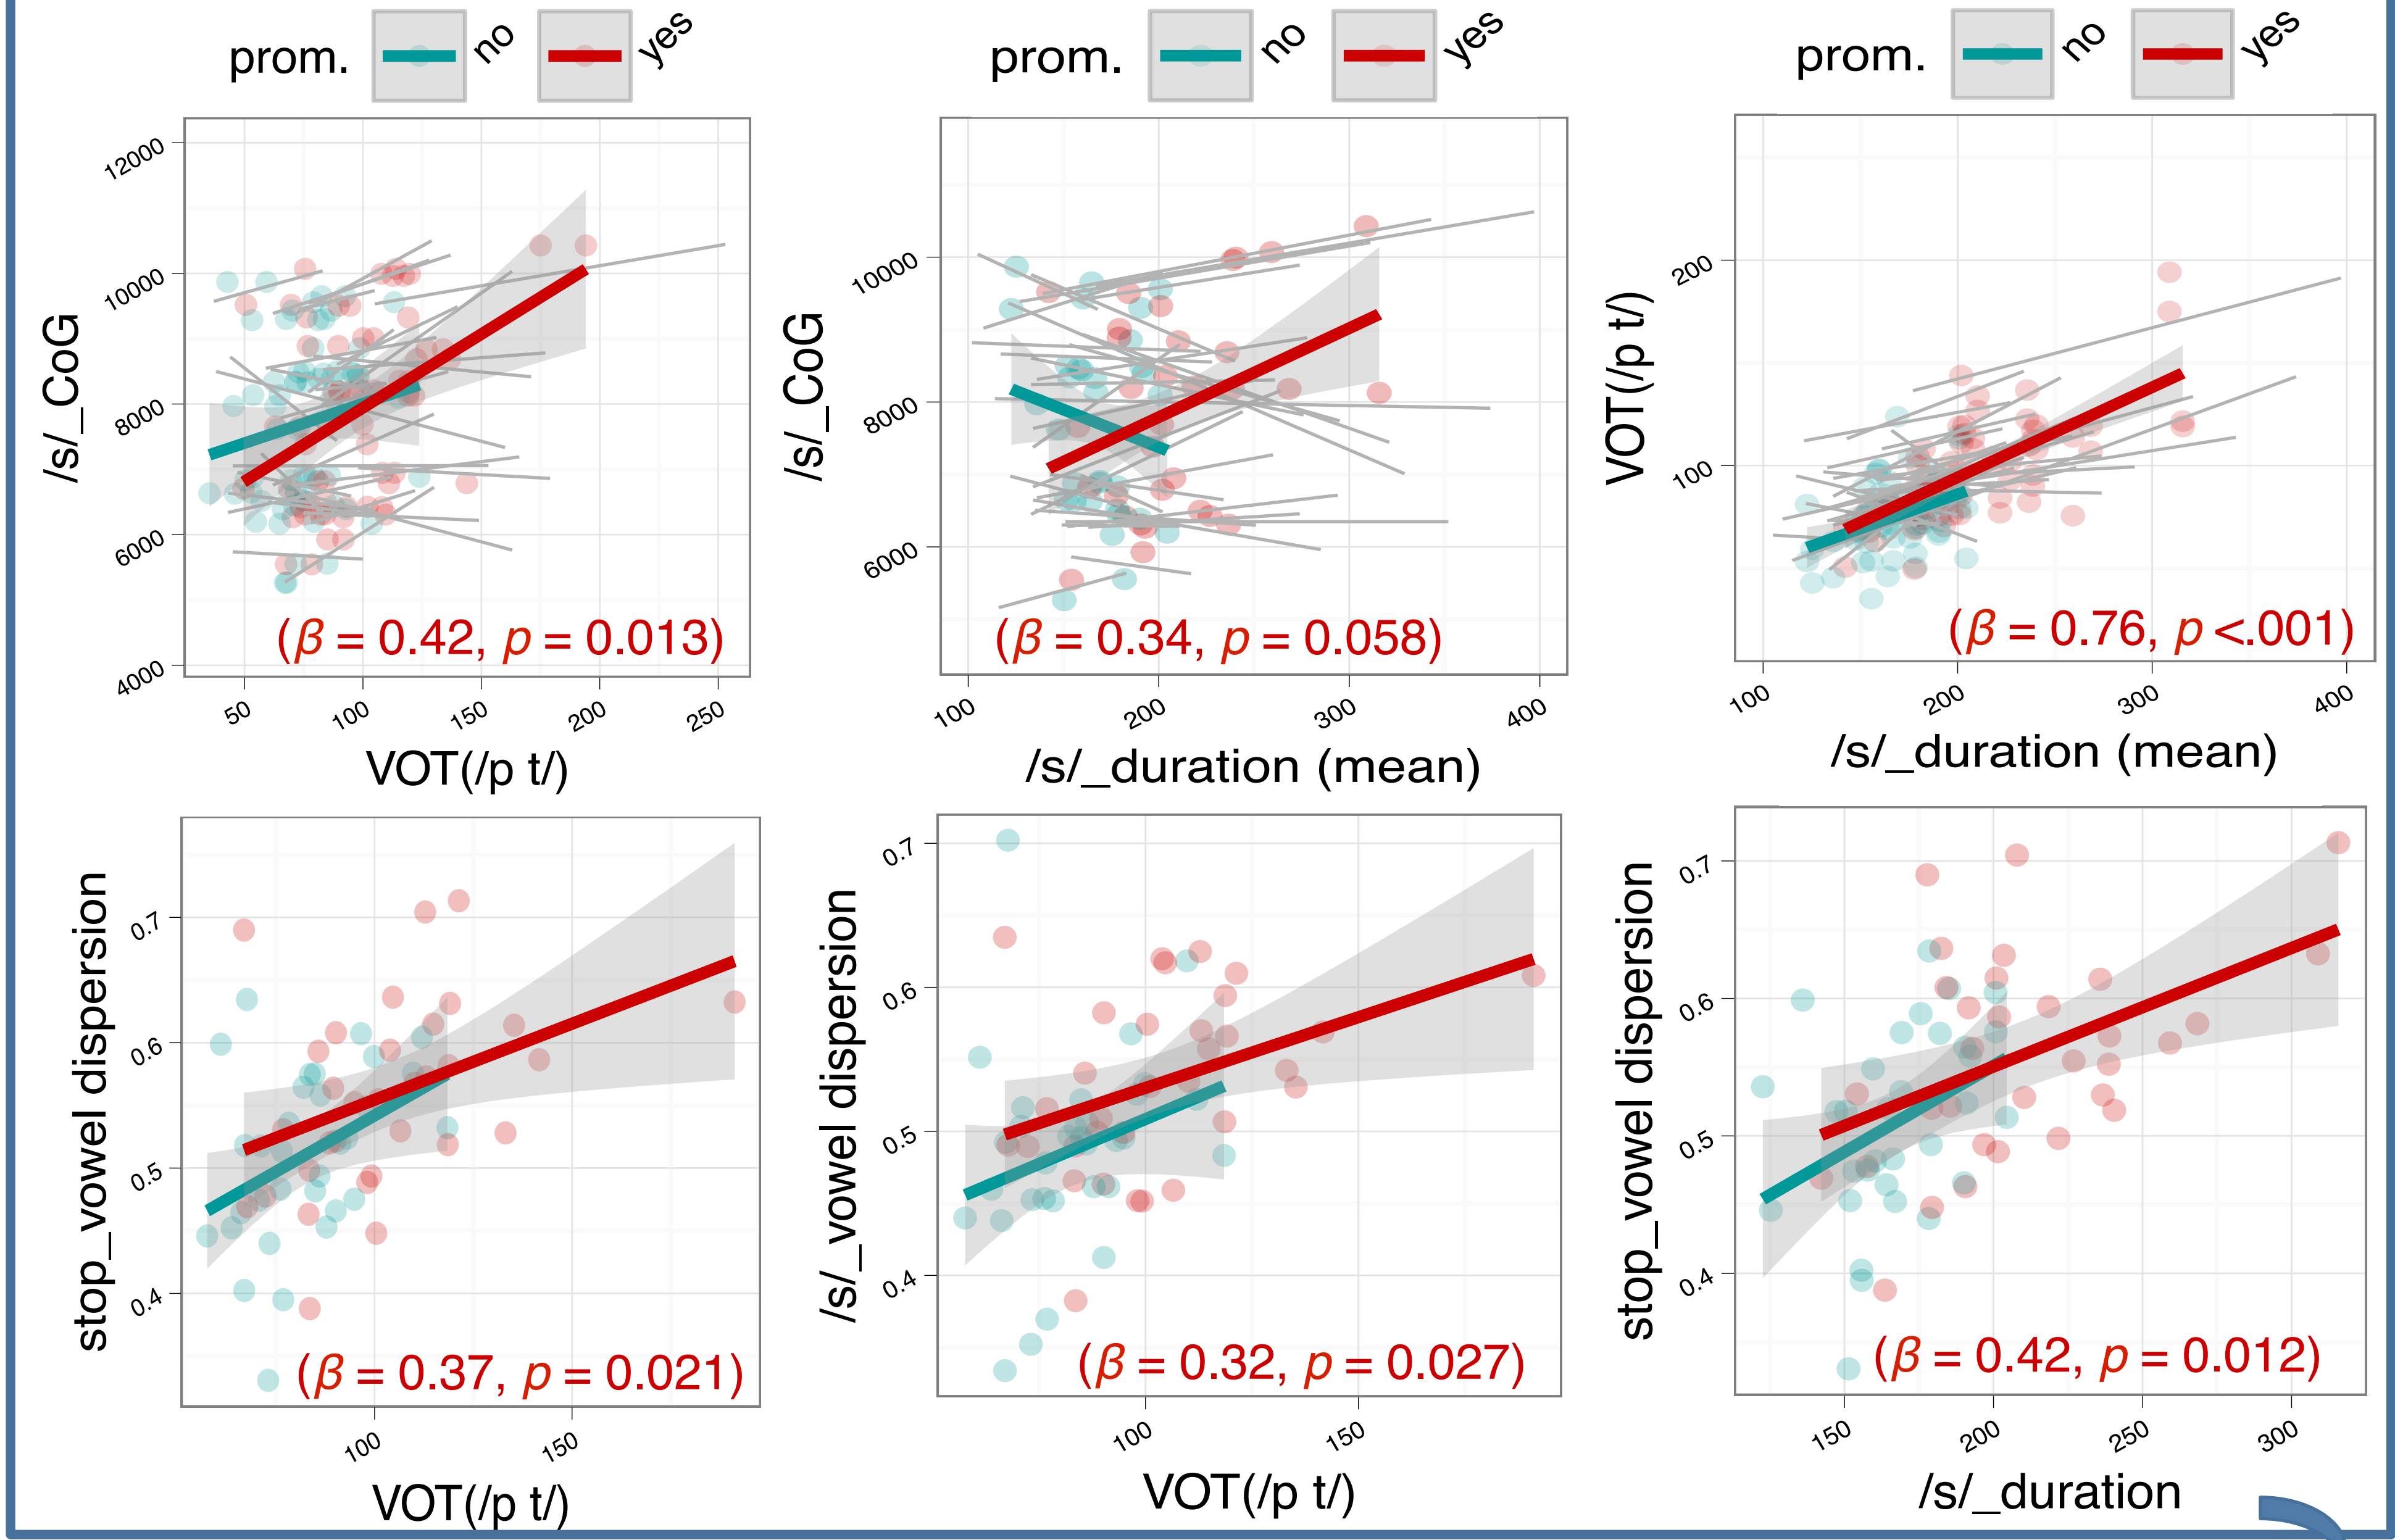 prom. no yes
12000
10000
8000
6000
4000
/s/_CoG
(β = 0.42, p = 0.013)
50 100 150 200 250
VOT(/p t/)
prom. no yes
10000
8000
6000
/s/_CoG
(β = 0.34, p = 0.058)
100 200 300 400
/s/_duration (mean)
prom. no yes
200
100
VOT(/p t/)
(β = 0.76, p <.001)
100 200 300 400
/s/_duration (mean)
0.7
0.6
0.5
0.4
stop_vowel dispersion
(β = 0.37, p = 0.021)
100 150
VOT(/p t/)
0.7
0.6
0.5
0.4
/s/_vowel dispersion
(β = 0.32, p = 0.027)
100 150
VOT(/p t/)
0.7
0.6
0.5
0.4
stop_vowel dispersion
(β = 0.42, p = 0.012)
150 200 250 300
/s/_duration